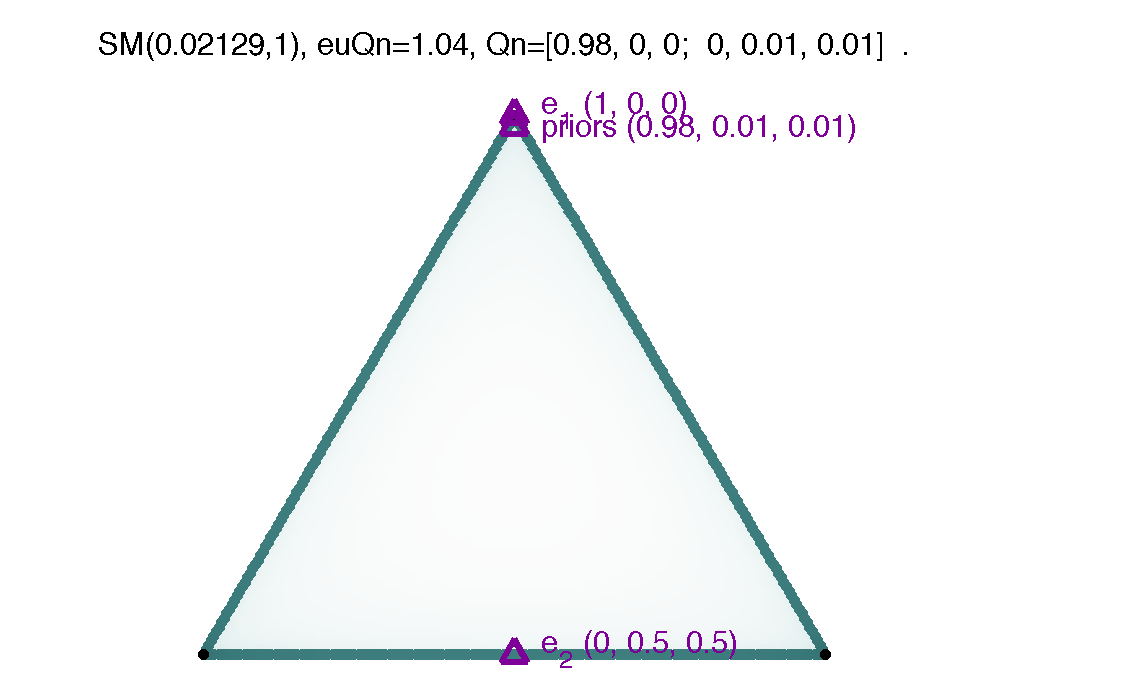 SM(0.02129,1), euQn=1.04, Qn=[0.98, 0, 0;  0, 0.01, 0.01]  .
e₁ (1, 0, 0)
priors (0.98, 0.01, 0.01)
e₂ (0, 0.5, 0.5)